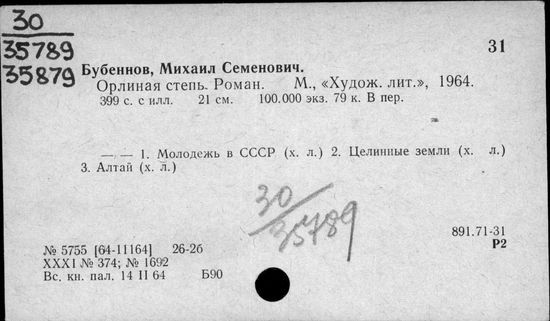 30
35789
35879
31
Бубеннов, Михаил Семенович.
Орлиная степь. Роман. М., «Худож. лит.», 1964.
399 с. с илл. 21 см. 100.000 экз. 79 к. В пер.
— — 1. Молодежь в СССР (х. л.) 2. Целинные земли (х. л.)
3. Алтай (х. л.)
30
35789
891.71-31
Р2
№ 5755 [64-11164] 26-2б
XXXI № 374; № 1692
Вс. кн. пал. 14 II 64 Б90